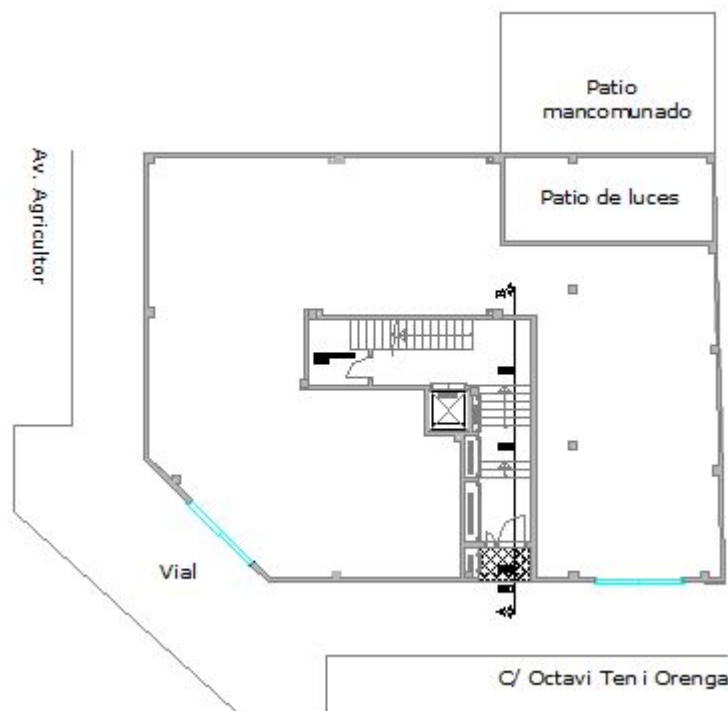 Patio
mancomunado
Av. Agricultor
Patio de luces
B
Vial
A
C/ Octavi Ten i Orenga